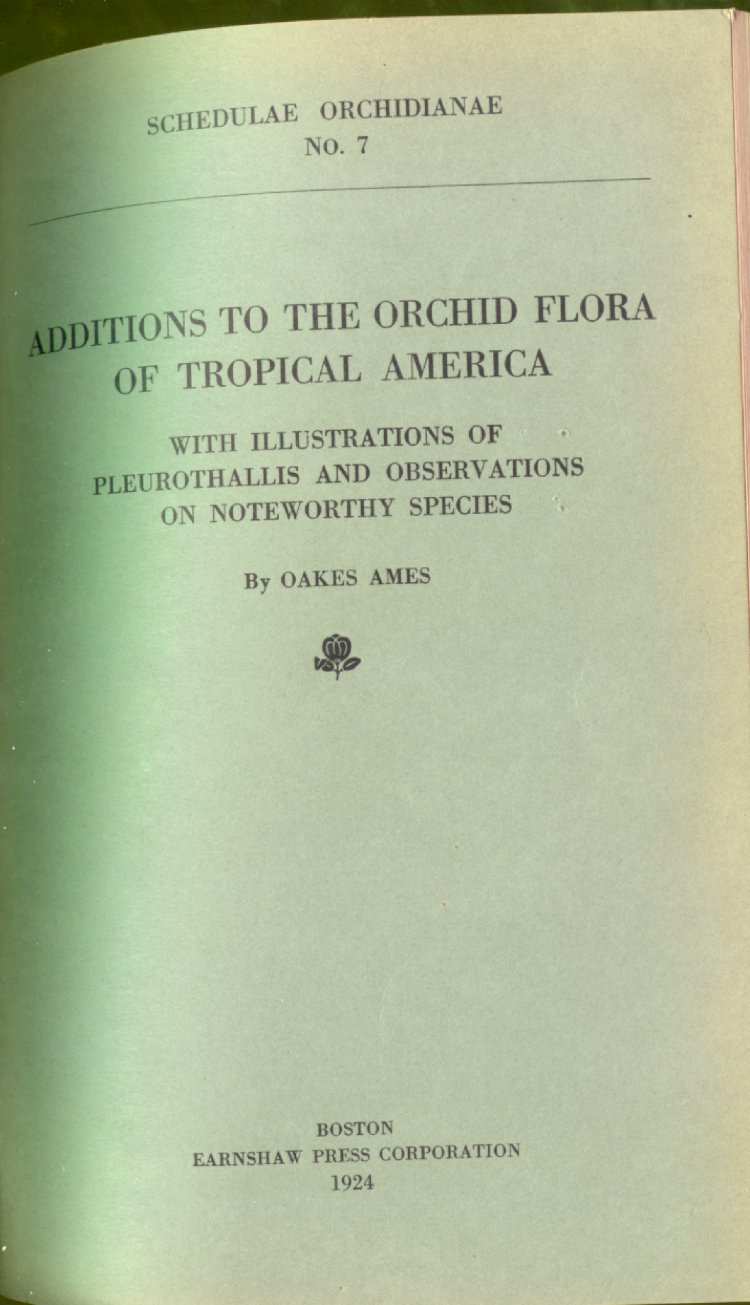 SCHEDULAE ORCHIDIANAE
No. 7
ADDITIONS TO THE ORCHID FLORA
OF TROPICAL AMERICA
WITH ILLUSTRATIONS OF
PLEUROTHALLIS AND OBSERVATIONS
ON NOTEWORTHY SPECIES
By OAKES AMES
BOSTON
EARNSHAW PRESS CORPORATION
1924